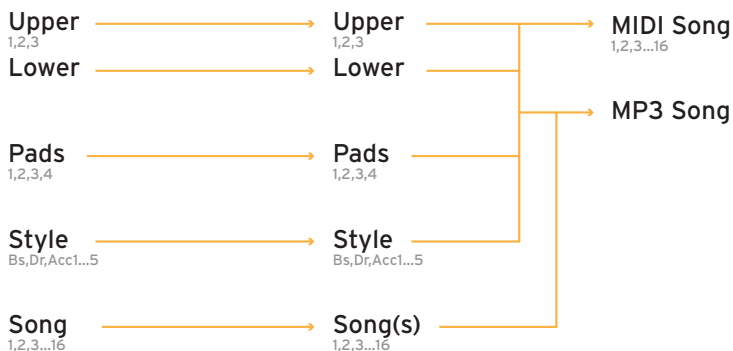 Upper
1,2,3
Lower
Pads
1,2,3,4
Style
Bs,Dr,Acc1...5
Song
1,2,3...16
Upper
1,2,3
Lower
Pads
1,2,3,4
Style
Bs,Dr,Acc1...5
Song(s)
1,2,3...16
MIDI Song
1,2,3...16
MP3 Song